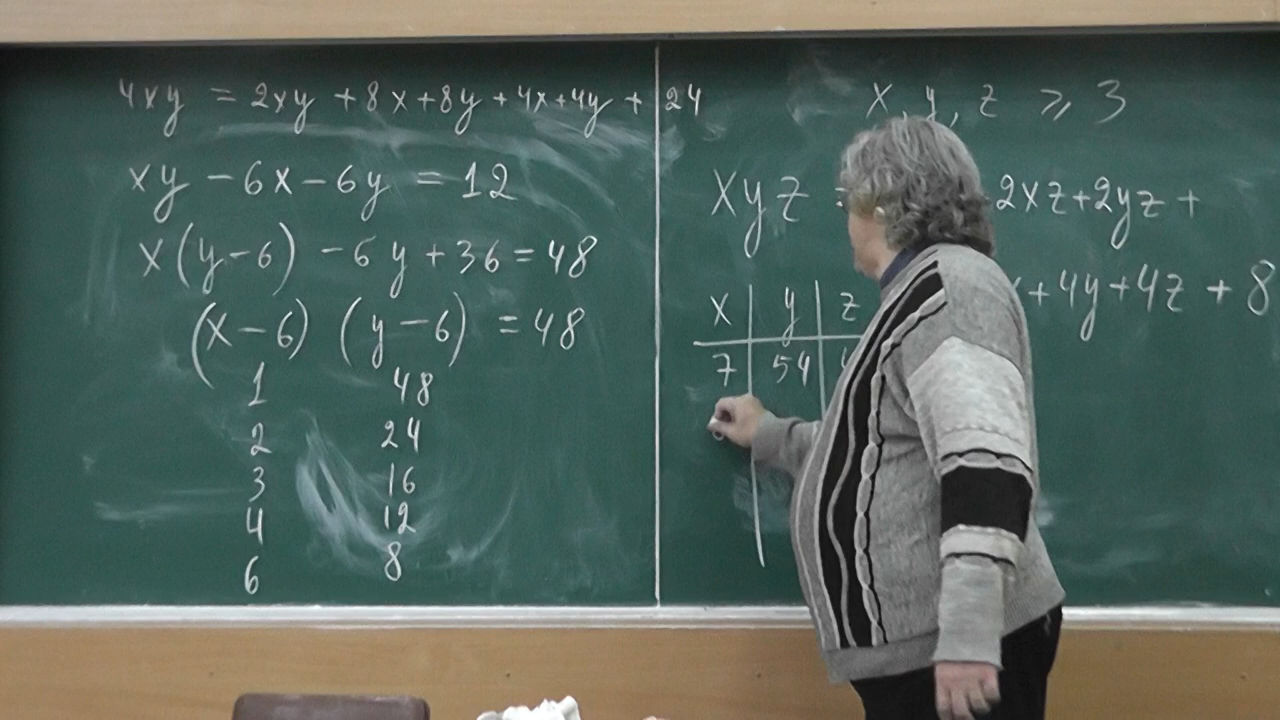 4xy = 2xy + 8x + 8y + 4x + 4y + 24
xy - 6x - 6y = 12
x(y-6) - 6y + 36 = 48
(x-6) (y-6) = 48
1 48
2 24
3 16
4 12
6 8
x, y, z ⩾ 3
xyz = 2xz + 2yz +
+ 4y + 4z + 8
x y z
7 54